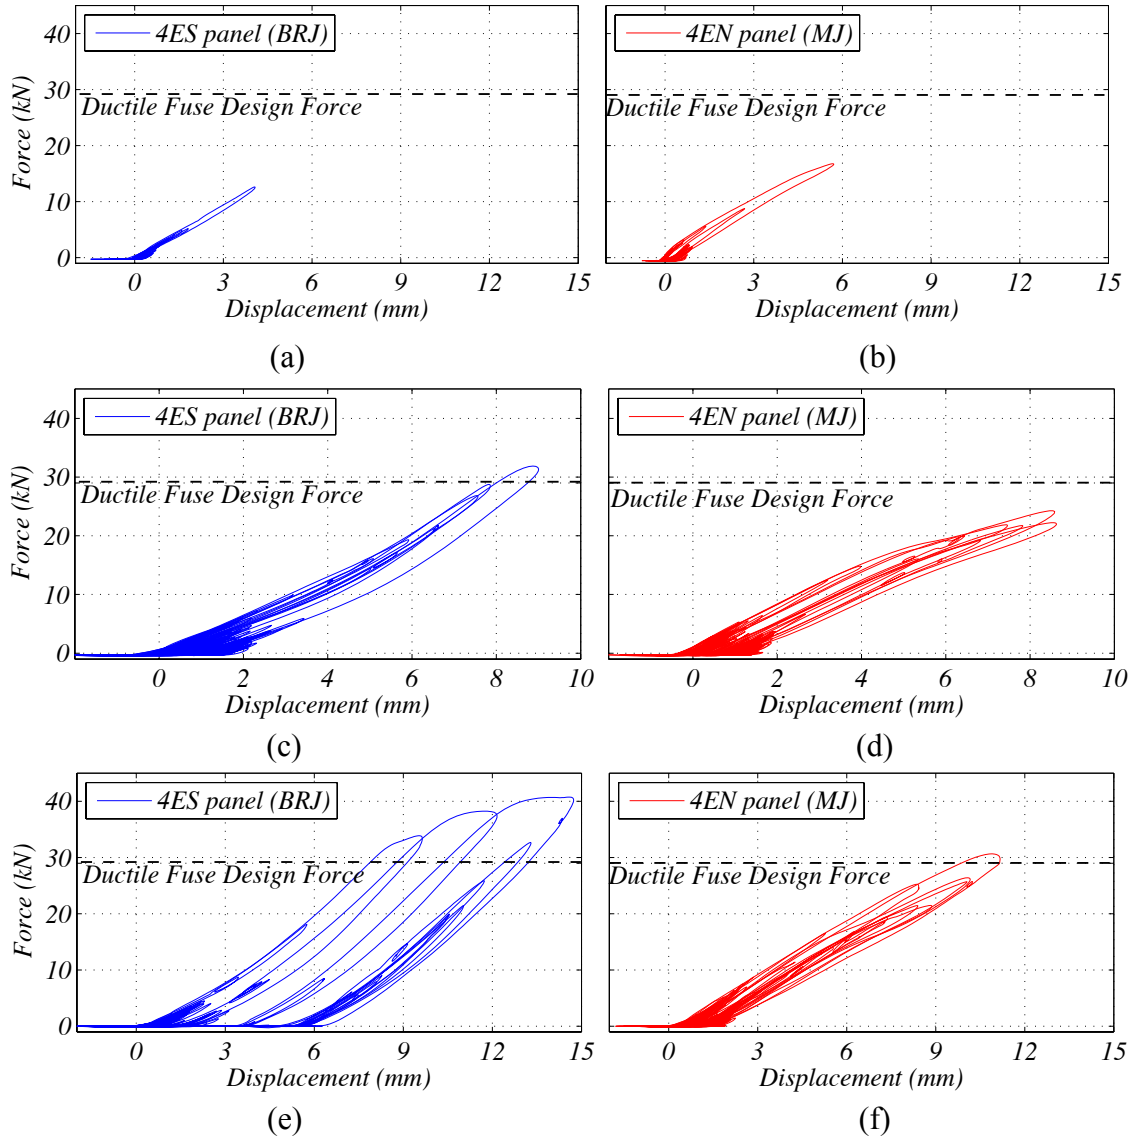 4ES panel (BRJ)
Ductile Fuse Design Force
Force (kN)
40
30
20
10
0
0 3 6 9 12 15
Displacement (mm)
(a)
4EN panel (MJ)
Ductile Fuse Design Force
0 3 6 9 12 15
Displacement (mm)
(b)
4ES panel (BRJ)
Ductile Fuse Design Force
Force (kN)
40
30
20
10
0
0 2 4 6 8 10
Displacement (mm)
(c)
4EN panel (MJ)
Ductile Fuse Design Force
0 2 4 6 8 10
Displacement (mm)
(d)
4ES panel (BRJ)
Ductile Fuse Design Force
Force (kN)
40
30
20
10
0
0 3 6 9 12 15
Displacement (mm)
(e)
4EN panel (MJ)
Ductile Fuse Design Force
0 3 6 9 12 15
Displacement (mm)
(f)